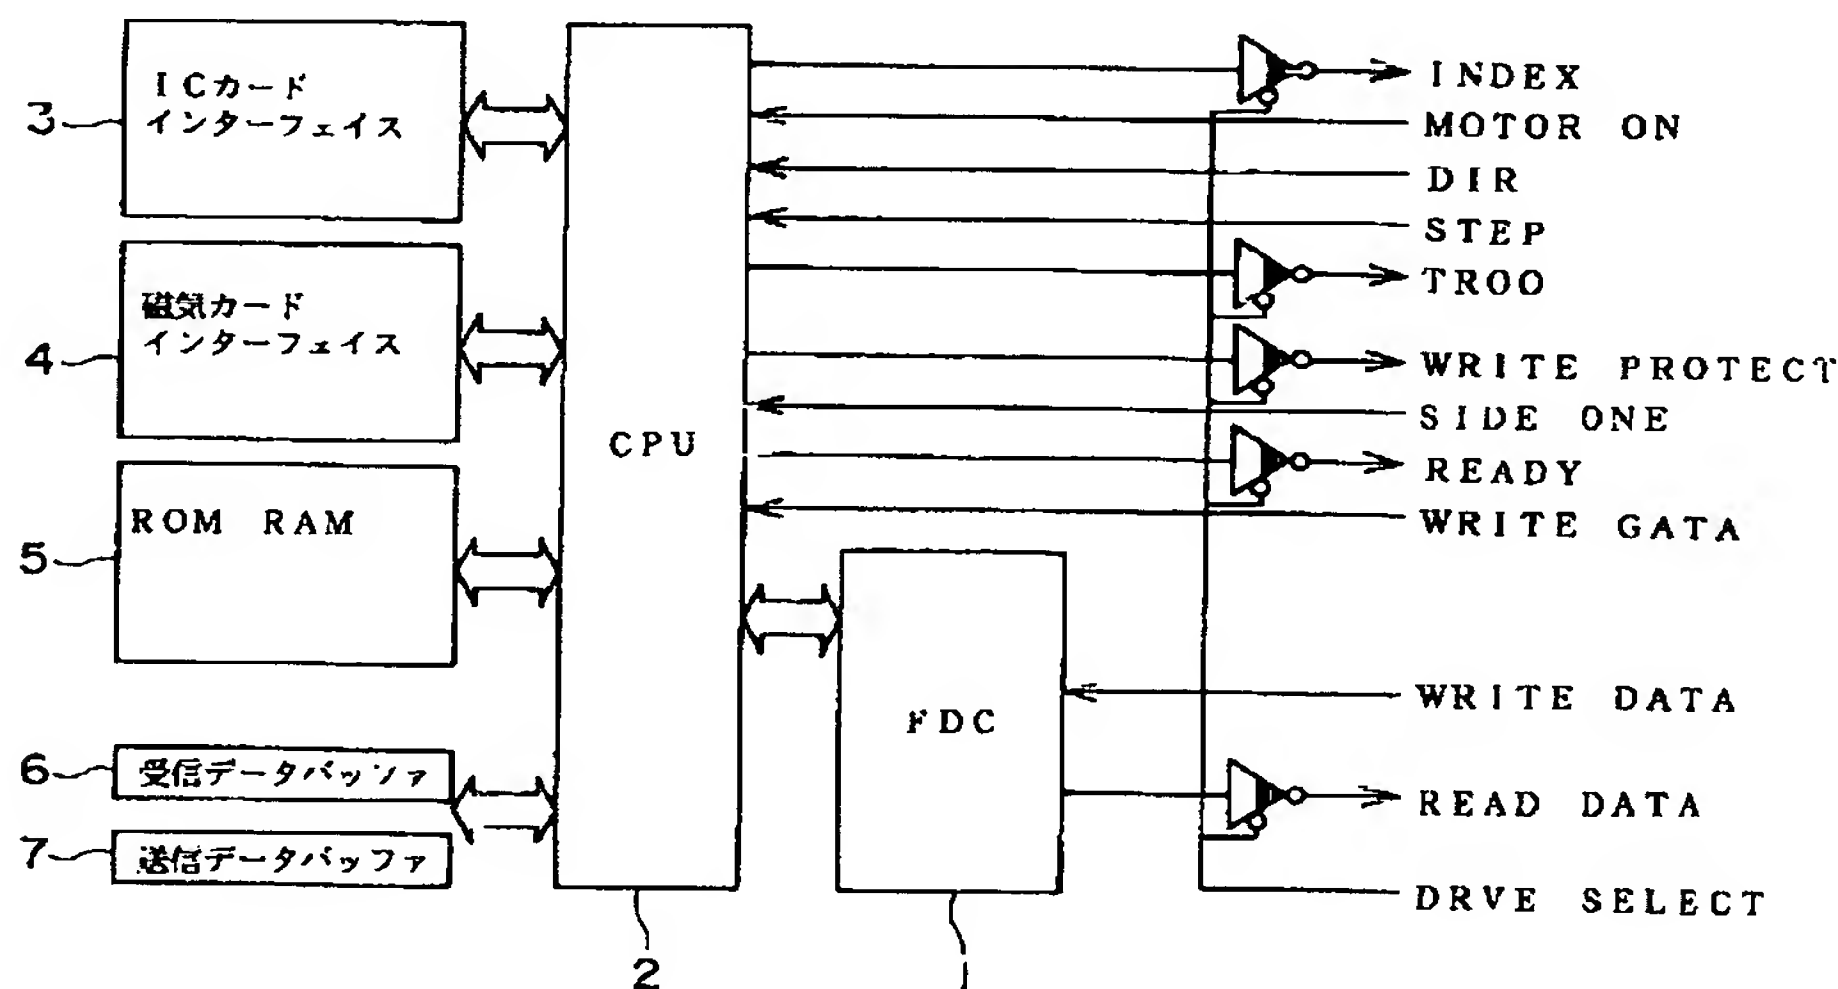 3
ICカード
インターフェイス
4
磁気カード
インターフェイス
5
ROM RAM
6
受信データバッファ
7
送信データバッファ
CPU
2
FDC
1
INDEX
MOTOR ON
DIR
STEP
TROO
WRITE PROTECT
SIDE ONE
READY
WRITE GATA
WRITE DATA
READ DATA
DRVE SELECT